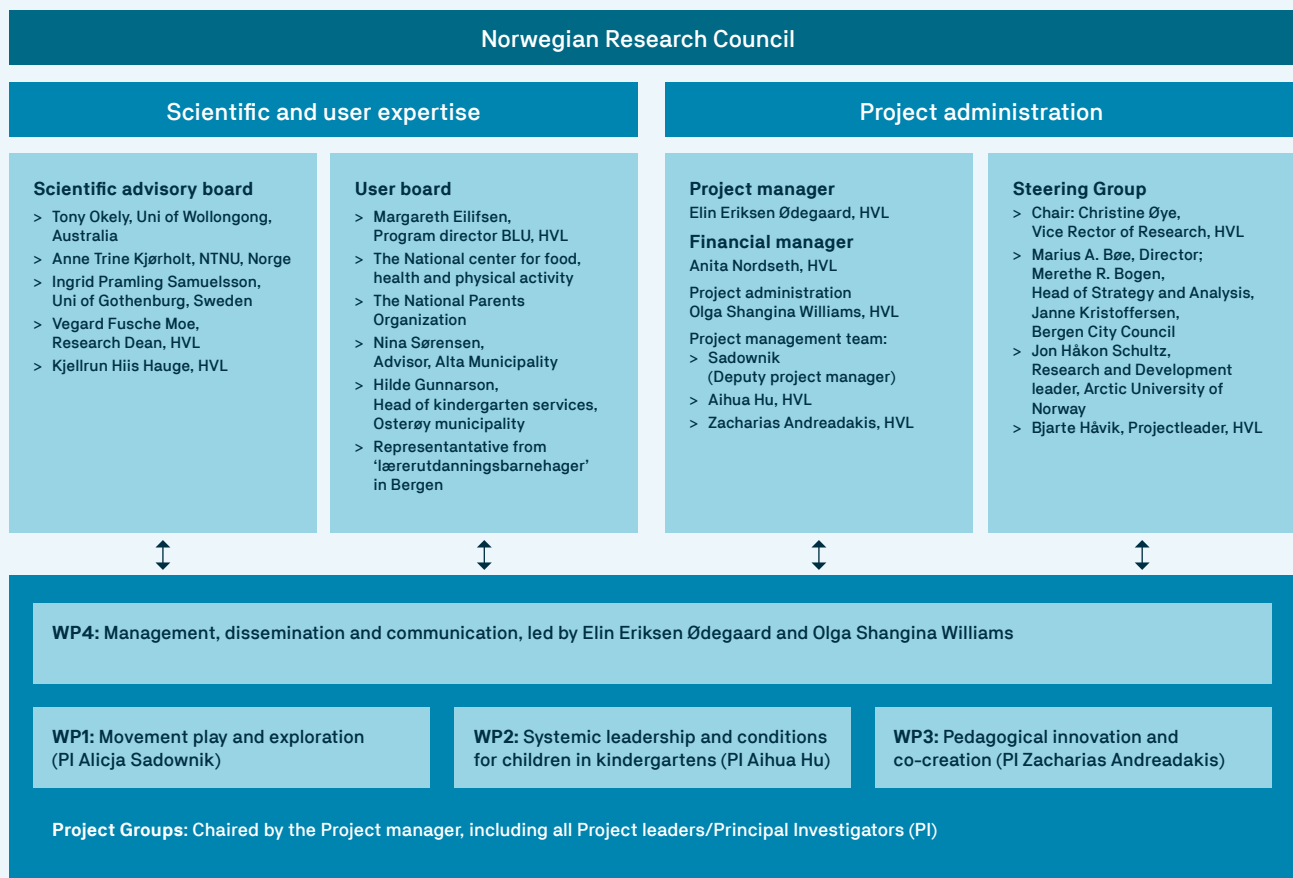 Norwegian Research Council
Scientific and user expertise
Project administration
Scientific advisory board
> Tony Okely, Uni of Wollongong,
Australia
> Anne Trine Kjørholt, NTNU, Norge
> Ingrid Pramling Samuelsson,
Uni of Gothenburg, Sweden
> Vegard Fusche Moe,
Research Dean, HVL
> Kjellrun Hiis Hauge, HVL
User board
> Margareth Eilifsen,
Program director BLU, HVL
> The National center for food,
health and physical activity
> The National Parents
Organization
> Nina Sørensen,
Advisor, Alta Municipality
> Hilde Gunnarson,
Head of kindergarten services,
Osterøy municipality
> Representantative from
‘lærerutdanningsbarnehager’
in Bergen
Project manager
Elin Eriksen Ødegaard, HVL
Financial manager
Anita Nordseth, HVL
Project administration
Olga Shangina Williams, HVL
Project management team:
> Sadownik
(Deputy project manager)
> Aihua Hu, HVL
> Zacharias Andreadakis, HVL
Steering Group
> Chair: Christine Øye,
Vice Rector of Research, HVL
> Marius A. Bøe, Director;
Merethe R. Bogen,
Head of Strategy and Analysis,
Janne Kristoffersen,
Bergen City Council
> Jon Håkon Schultz,
Research and Development
leader, Arctic University of
Norway
> Bjarte Håvik, Projectleader, HVL
WP4: Management, dissemination and communication, led by Elin Eriksen Ødegaard and Olga Shangina Williams
WP1: Movement play and exploration
(PI Alicja Sadownik)
WP2: Systemic leadership and conditions
for children in kindergartens (PI Aihua Hu)
WP3: Pedagogical innovation and
co-creation (PI Zacharias Andreadakis)
Project Groups: Chaired by the Project manager, including all Project leaders/Principal Investigators (PI)